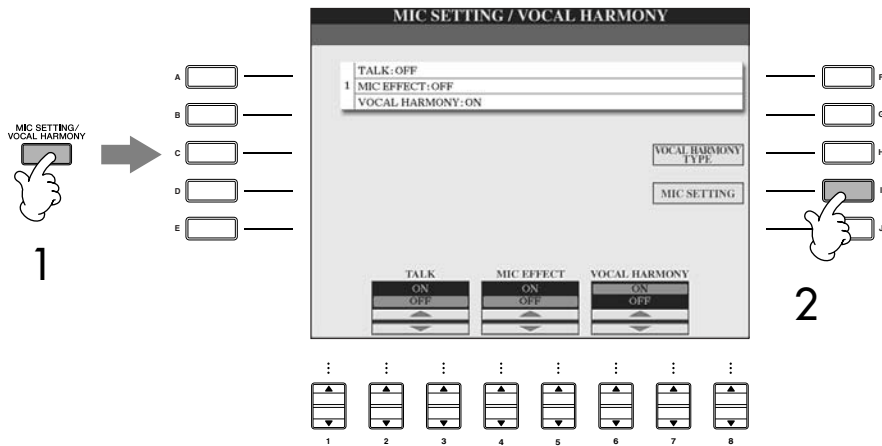 MIC SETTING / VOCAL HARMONY
TALK:OFF
1 MIC EFFECT:OFF
VOCAL HARMONY:ON
A
B
C
D
E
MIC SETTING/
VOCAL HARMONY
1
VOCAL HARMONY
TYPE
MIC SETTING
F
G
H
I
J
2
TALK MIC EFFECT VOCAL HARMONY
ON ON ON
OFF OFF OFF
1 2 3 4 5 6 7 8